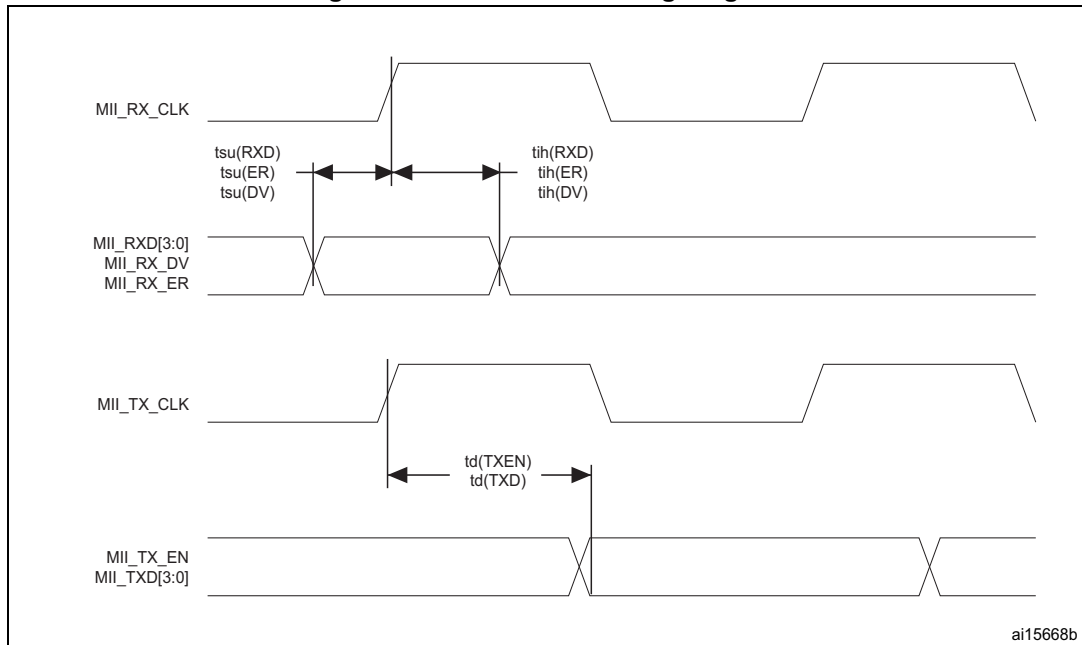 MII_RX_CLK
tsu(RXD)
tsu(ER)
tsu(DV)
tih(RXD)
tih(ER)
tih(DV)
MII_RXD[3:0]
MII_RX_DV
MII_RX_ER
MII_TX_CLK
td(TXEN)
td(TXD)
MII_TX_EN
MII_TXD[3:0]
ai15668b